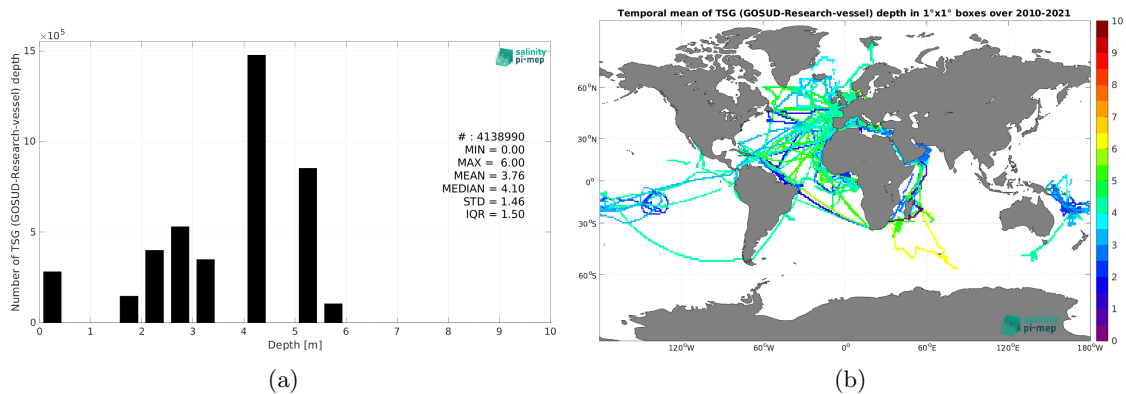 ×10⁵
15
10
5
0
Number of TSG (GOSUD-Research-vessel) depth
salinity
pi-mep
# : 4138990
MIN = 0.00
MAX = 6.00
MEAN = 3.76
MEDIAN = 4.10
STD = 1.46
IQR = 1.50
0 1 2 3 4 5 6 7 8 9 10
Depth [m]
(a)
Temporal mean of TSG (GOSUD-Research-vessel) depth in 1°x1° boxes over 2010-2021
60°N
30°N
0°
30°S
60°S
120°W 60°W 0° 60°E 120°E 180°W
salinity
pi-mep
10
9
8
7
6
5
4
3
2
1
0
(b)